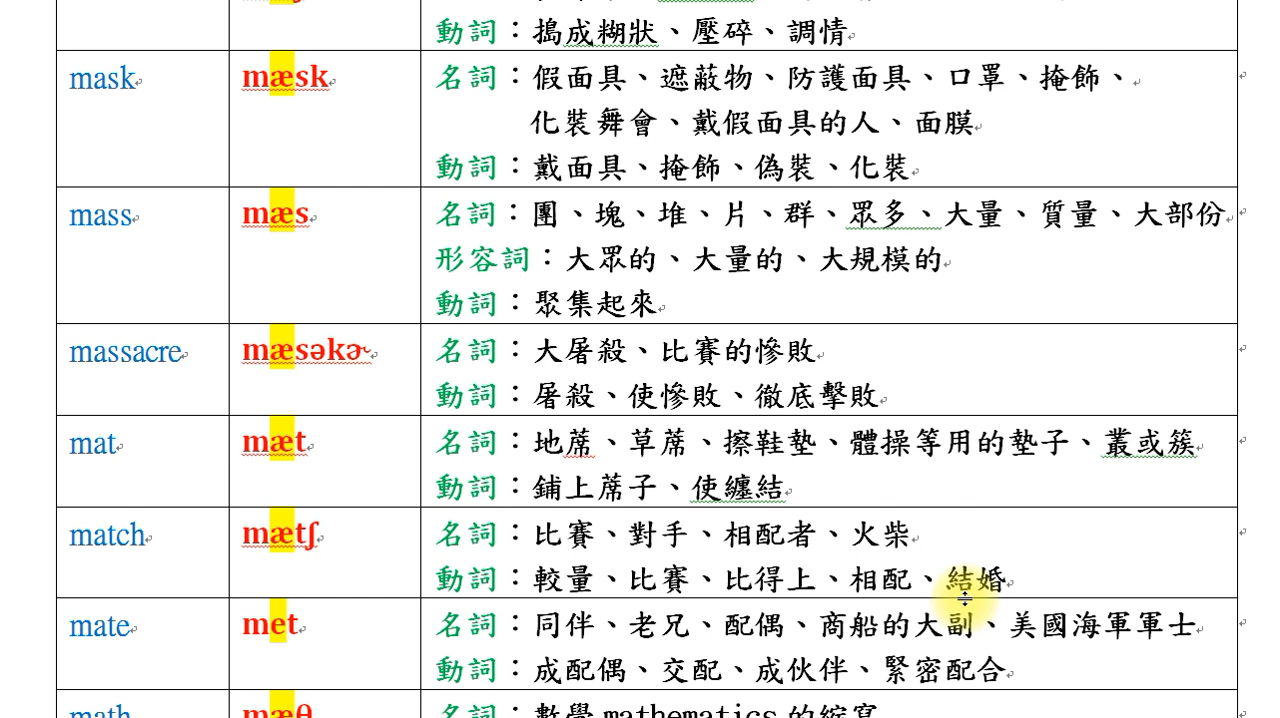 動詞：搗成糊狀、壓碎、調情
mask mæsk 名詞：假面具、遮蔽物、防護面具、口罩、掩飾、
化裝舞會、戴假面具的人、面膜
動詞：戴面具、掩飾、偽裝、化裝
mass mæs 名詞：團、塊、堆、片、群、眾多、大量、質量、大部份
形容詞：大眾的、大量的、大規模的
動詞：聚集起來
massacre mæsəkɚ 名詞：大屠殺、比賽的慘敗
動詞：屠殺、使慘敗、徹底擊敗
mat mæt 名詞：地蓆、草蓆、擦鞋墊、體操等用的墊子、叢或簇
動詞：鋪上蓆子、使纏結
match mætʃ 名詞：比賽、對手、相配者、火柴
動詞：較量、比賽、比得上、相配、結婚
mate met 名詞：同伴、老兄、配偶、商船的大副、美國海軍軍士
動詞：成配偶、交配、成伙伴、緊密配合
math mæθ 名詞：數學 mathematics 的縮寫